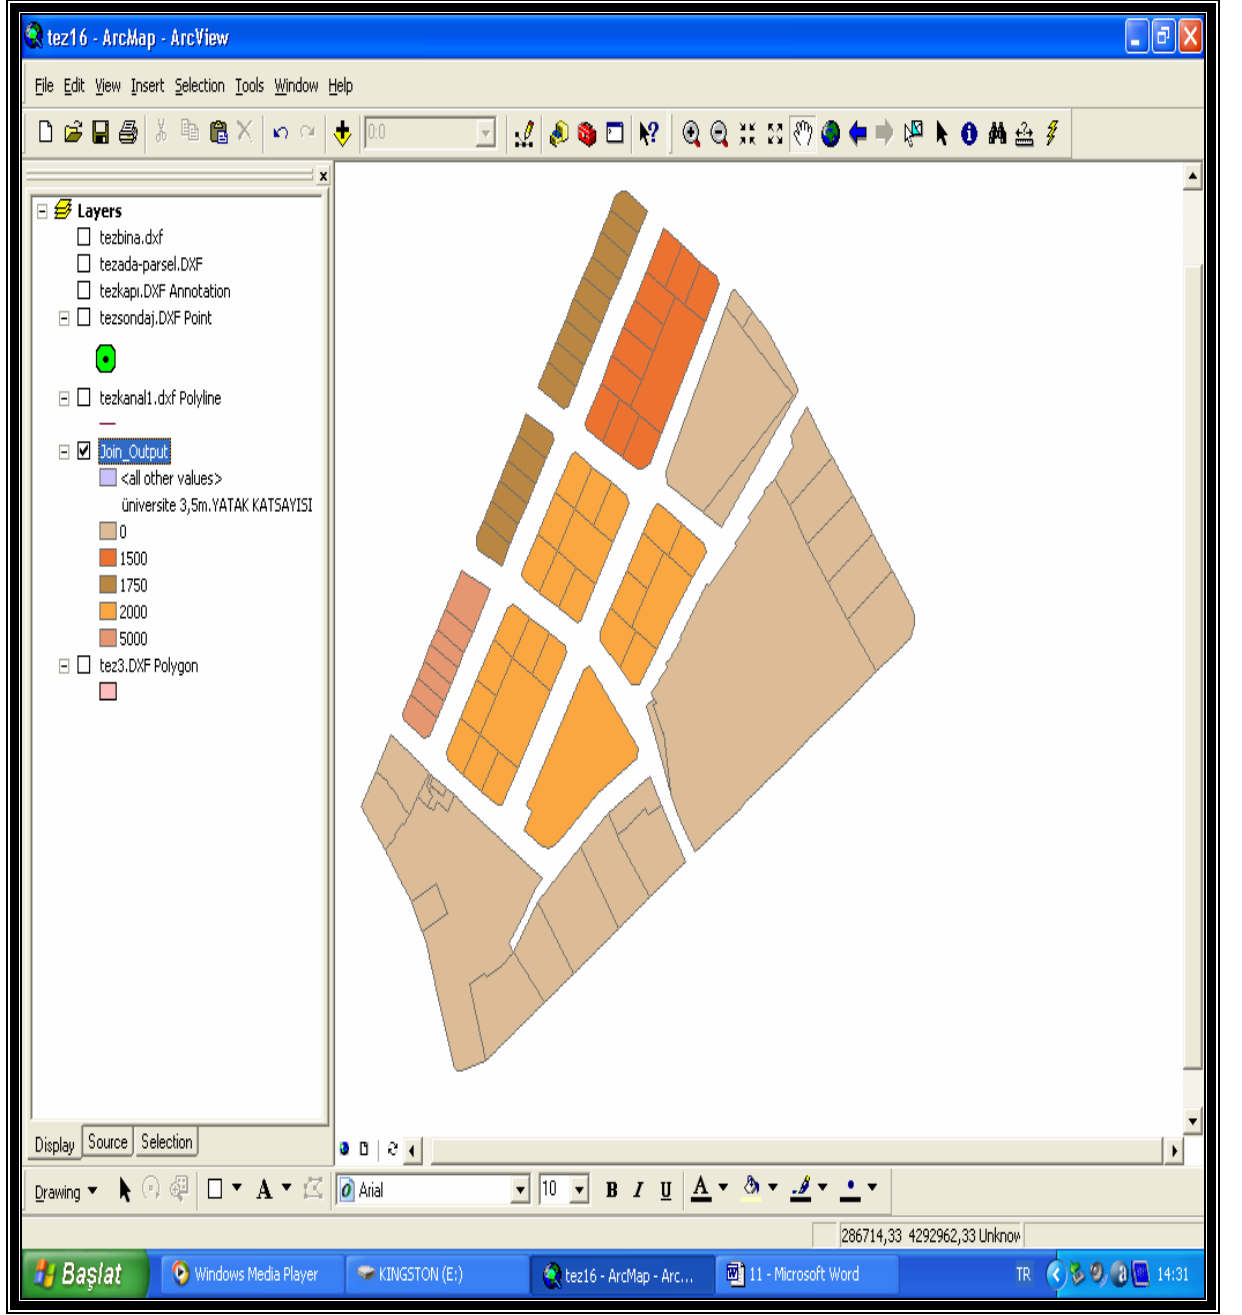 tez16 - ArcMap - ArcView
File Edit View Insert Selection Tools Window Help
0:0
Layers
tezbina.dxf
tezada-parsel.DXF
tezkapı.DXF Annotation
tezsondaj.DXF Point
tezkanal1.dxf Polyline
Join_Output
<all other values>
üniversite 3,5m.YATAK KATSAYISI
0
1500
1750
2000
5000
tez3.DXF Polygon
Display Source Selection
Drawing A Arial 10 B I U A
286714,33 4292962,33 Unknow
Başlat Windows Media Player KINGSTON (E:) tez16 - ArcMap - Arc... 11 - Microsoft Word TR 14:31